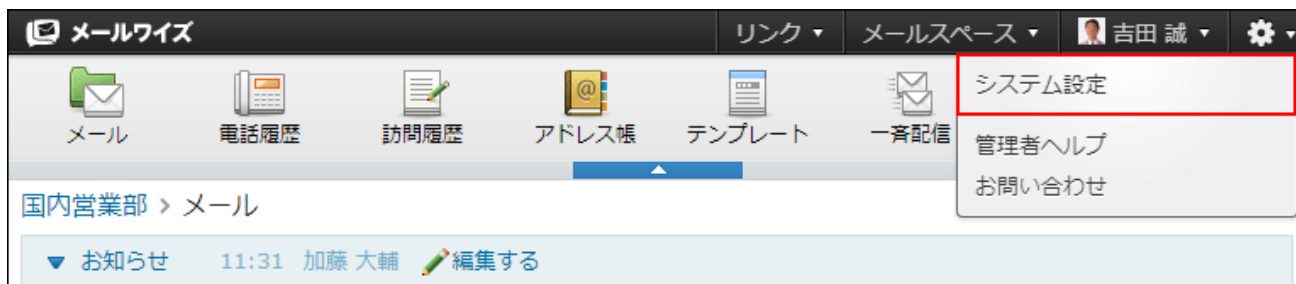 メールワイズ リンク▼ メールスペース▼ 吉田 誠▼
システム設定
メール 電話履歴 訪問履歴 アドレス帳 テンプレート 一斉配信
管理者ヘルプ
お問い合わせ
国内営業部 > メール
▼ お知らせ 11:31 加藤 大輔 編集する